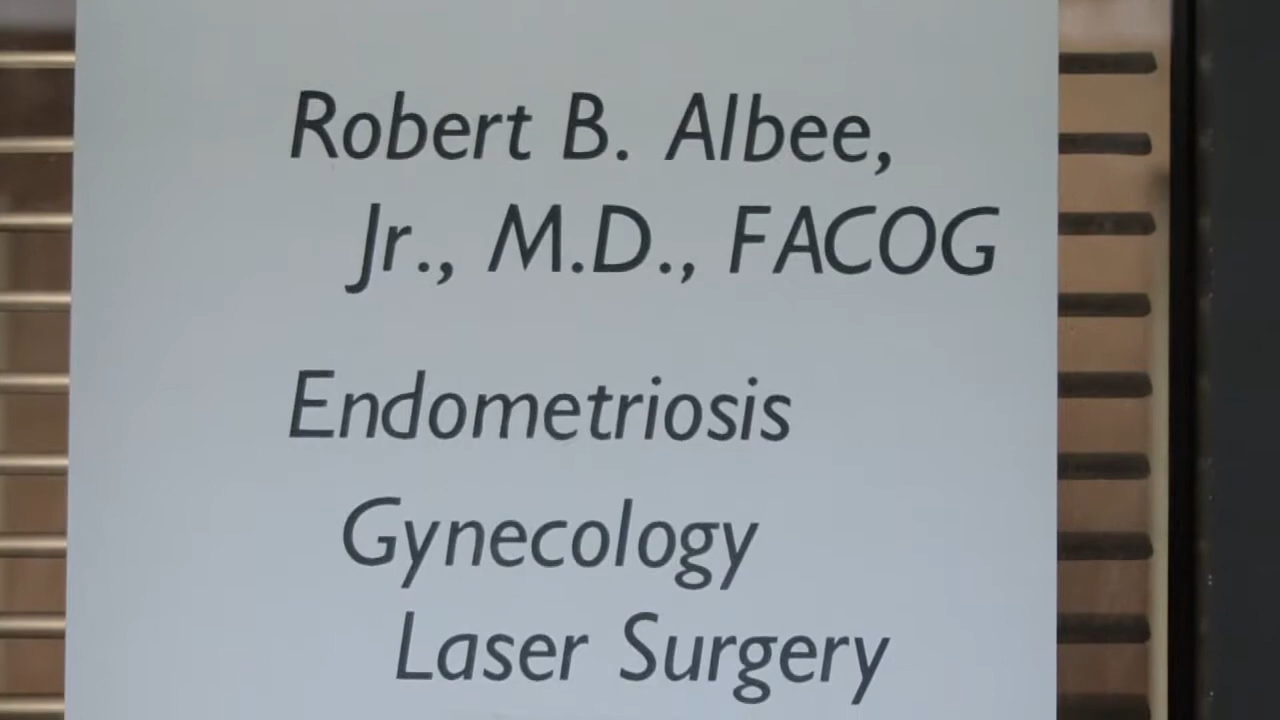 Robert B. Albee,
Jr., M.D., FACOG
Endometriosis
Gynecology
Laser Surgery